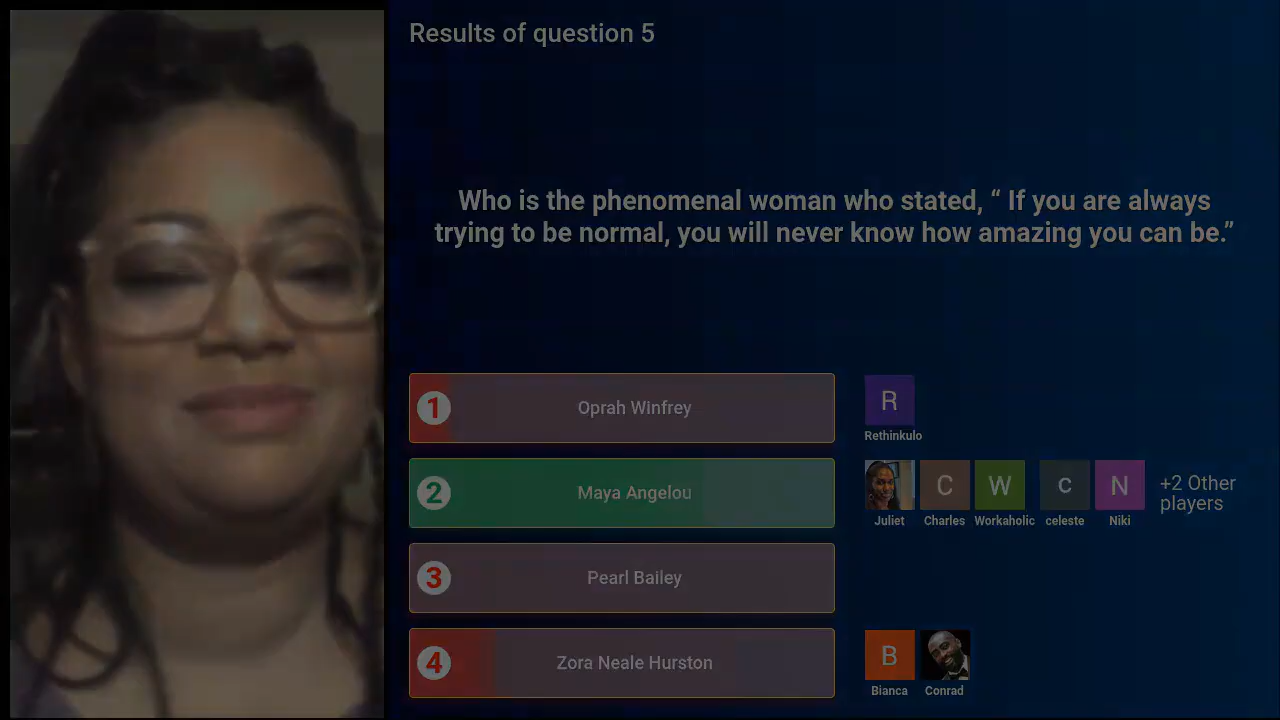 Results of question 5
Who is the phenomenal woman who stated, “ If you are always
trying to be normal, you will never know how amazing you can be.”
1 Oprah Winfrey
R
Rethinkulo
2 Maya Angelou
C W c N
+2 Other
players
Juliet Charles Workaholic celeste Niki
3 Pearl Bailey
4 Zora Neale Hurston
B
Bianca Conrad